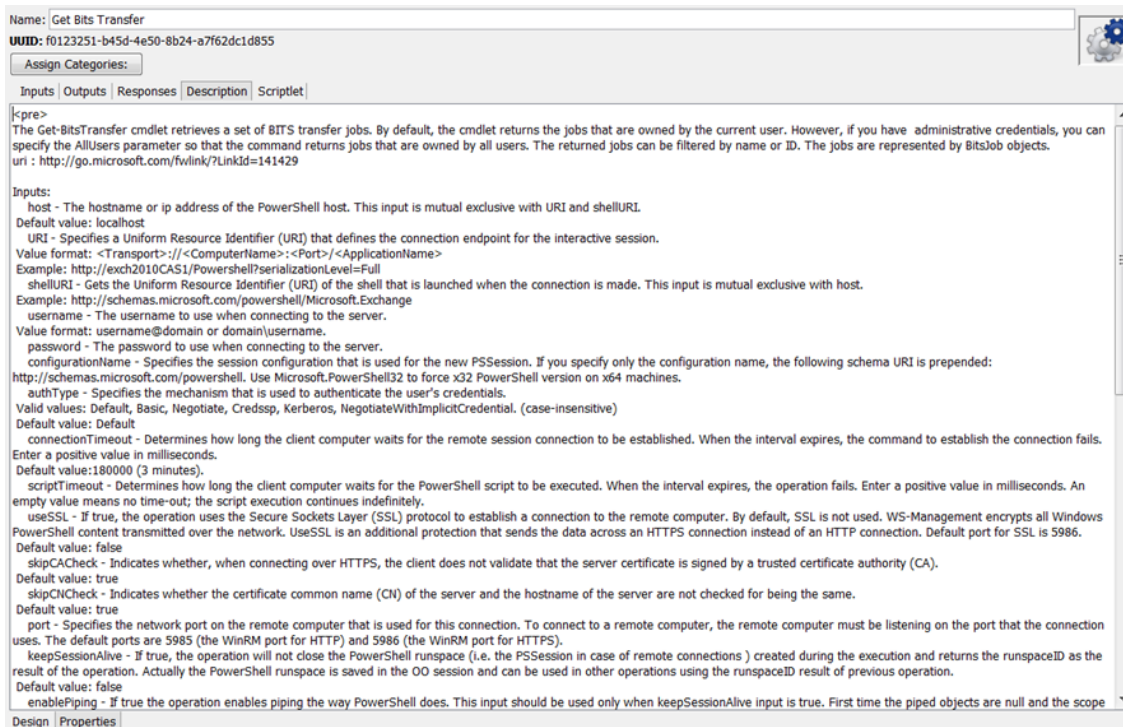 Name: Get Bits Transfer
UUID: f0123251-b45d-4e50-8b24-a7f62dc1d855
Assign Categories:
Inputs Outputs Responses Description Scriptlet
<pre>
The Get-BitsTransfer cmdlet retrieves a set of BITS transfer jobs. By default, the cmdlet returns the jobs that are owned by the current user. However, if you have administrative credentials, you can
specify the AllUsers parameter so that the command returns jobs that are owned by all users. The returned jobs can be filtered by name or ID. The jobs are represented by BitsJob objects.
uri : http://go.microsoft.com/fwlink/?LinkId=141429
Inputs:
host - The hostname or ip address of the PowerShell host. This input is mutual exclusive with URI and shellURI.
Default value: localhost
URI - Specifies a Uniform Resource Identifier (URI) that defines the connection endpoint for the interactive session.
Value format: <Transport>://<ComputerName>:<Port>/<ApplicationName>
Example: http://exch2010CAS1/Powershell?serializationLevel=Full
shellURI - Gets the Uniform Resource Identifier (URI) of the shell that is launched when the connection is made. This input is mutual exclusive with host.
Example: http://schemas.microsoft.com/powershell/Microsoft.Exchange
username - The username to use when connecting to the server.
Value format: username@domain or domain\username.
password - The password to use when connecting to the server.
configurationName - Specifies the session configuration that is used for the new PSSession. If you specify only the configuration name, the following schema URI is prepended:
http://schemas.microsoft.com/powershell. Use Microsoft.PowerShell32 to force x32 PowerShell version on x64 machines.
authType - Specifies the mechanism that is used to authenticate the user's credentials.
Valid values: Default, Basic, Negotiate, Credssp, Kerberos, NegotiateWithImplicitCredential. (case-insensitive)
Default value: Default
connectionTimeout - Determines how long the client computer waits for the remote session connection to be established. When the interval expires, the command to establish the connection fails.
Enter a positive value in milliseconds.
Default value:180000 (3 minutes).
scriptTimeout - Determines how long the client computer waits for the PowerShell script to be executed. When the interval expires, the operation fails. Enter a positive value in milliseconds. An
empty value means no time-out; the script execution continues indefinitely.
useSSL - If true, the operation uses the Secure Sockets Layer (SSL) protocol to establish a connection to the remote computer. By default, SSL is not used. WS-Management encrypts all Windows
PowerShell content transmitted over the network. UseSSL is an additional protection that sends the data across an HTTPS connection instead of an HTTP connection. Default port for SSL is 5986.
Default value: false
skipCACheck - Indicates whether, when connecting over HTTPS, the client does not validate that the server certificate is signed by a trusted certificate authority (CA).
Default value: true
skipCNCheck - Indicates whether the certificate common name (CN) of the server and the hostname of the server are not checked for being the same.
Default value: true
port - Specifies the network port on the remote computer that is used for this connection. To connect to a remote computer, the remote computer must be listening on the port that the connection
uses. The default ports are 5985 (the WinRM port for HTTP) and 5986 (the WinRM port for HTTPS).
keepSessionAlive - If true, the operation will not close the PowerShell runspace (i.e. the PSSession in case of remote connections ) created during the execution and returns the runspaceID as the
result of the operation. Actually the PowerShell runspace is saved in the OO session and can be used in other operations using the runspaceID result of previous operation.
Default value: false
enablePiping - If true the operation enables piping the way PowerShell does. This input should be used only when keepSessionAlive input is true. First time the piped objects are null and the scope
Design Properties